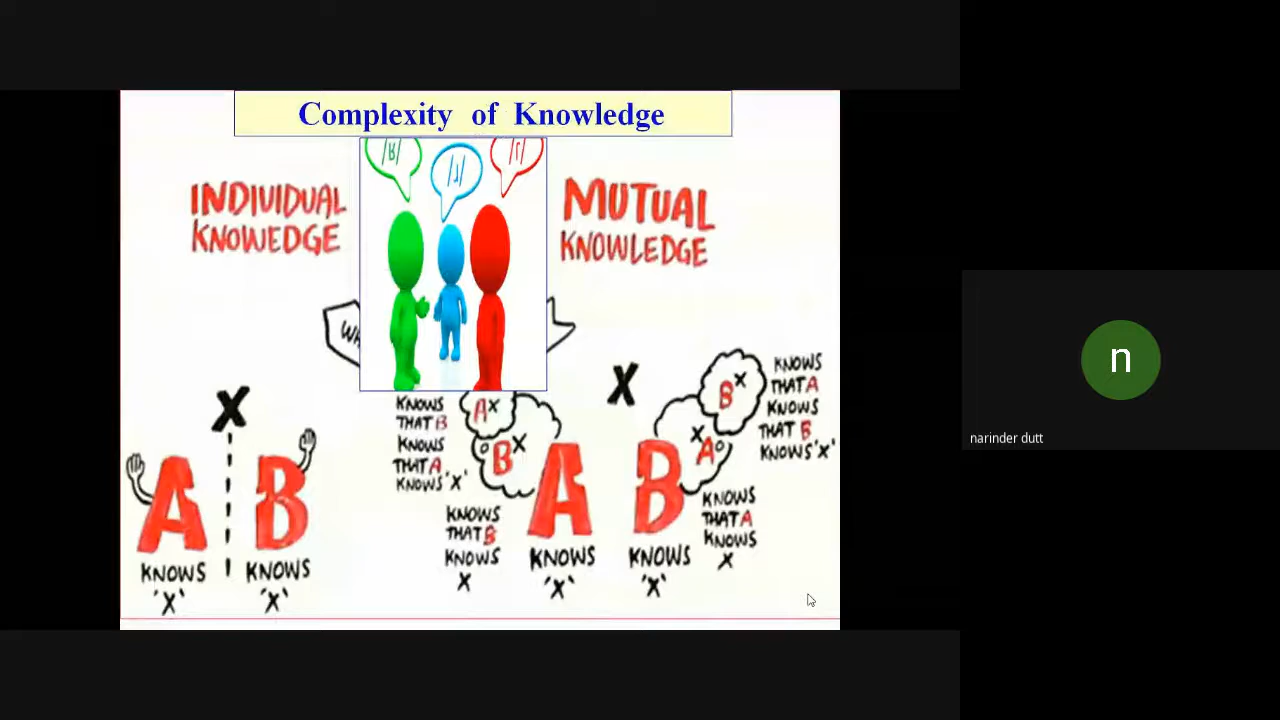 Complexity of Knowledge
INDIVIDUAL
KNOWEDGE
MUTUAL
KNOWLEDGE
/ʁ/
/ɹ/
X
A
B
KNOWS
'X'
KNOWS
'X'
KNOWS
THAT B
KNOWS
THAT A
KNOWS 'X'
A x
B x
KNOWS
THAT B
KNOWS
X
A
KNOWS
'X'
X
B
KNOWS
'X'
x A
B x
KNOWS
THAT A
KNOWS
X
KNOWS
THAT A
KNOWS
THAT B
KNOWS 'X'
n
narinder dutt